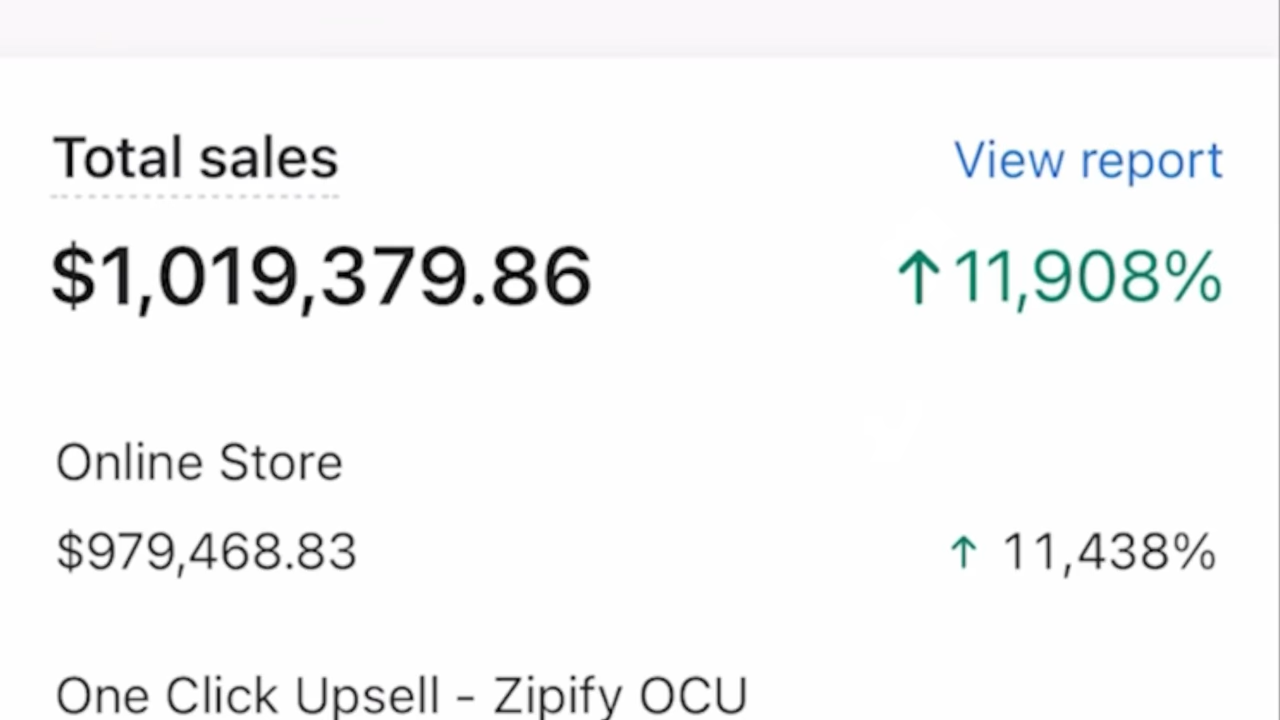 Total sales View report
$1,019,379.86 ↑11,908%
Online Store
$979,468.83 ↑ 11,438%
One Click Upsell - Zipify OCU